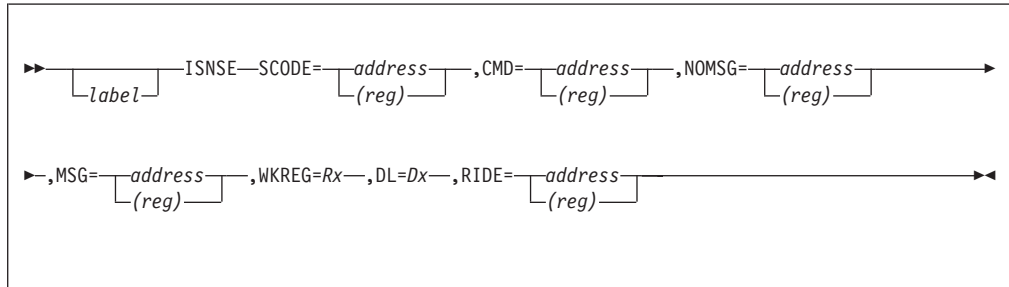 ISNSE SCODE= address ,CMD= address ,NOMSG= address
label (reg) (reg) (reg)
,MSG= address ,WKREG=Rx ,DL=Dx ,RIDE= address
(reg) (reg)